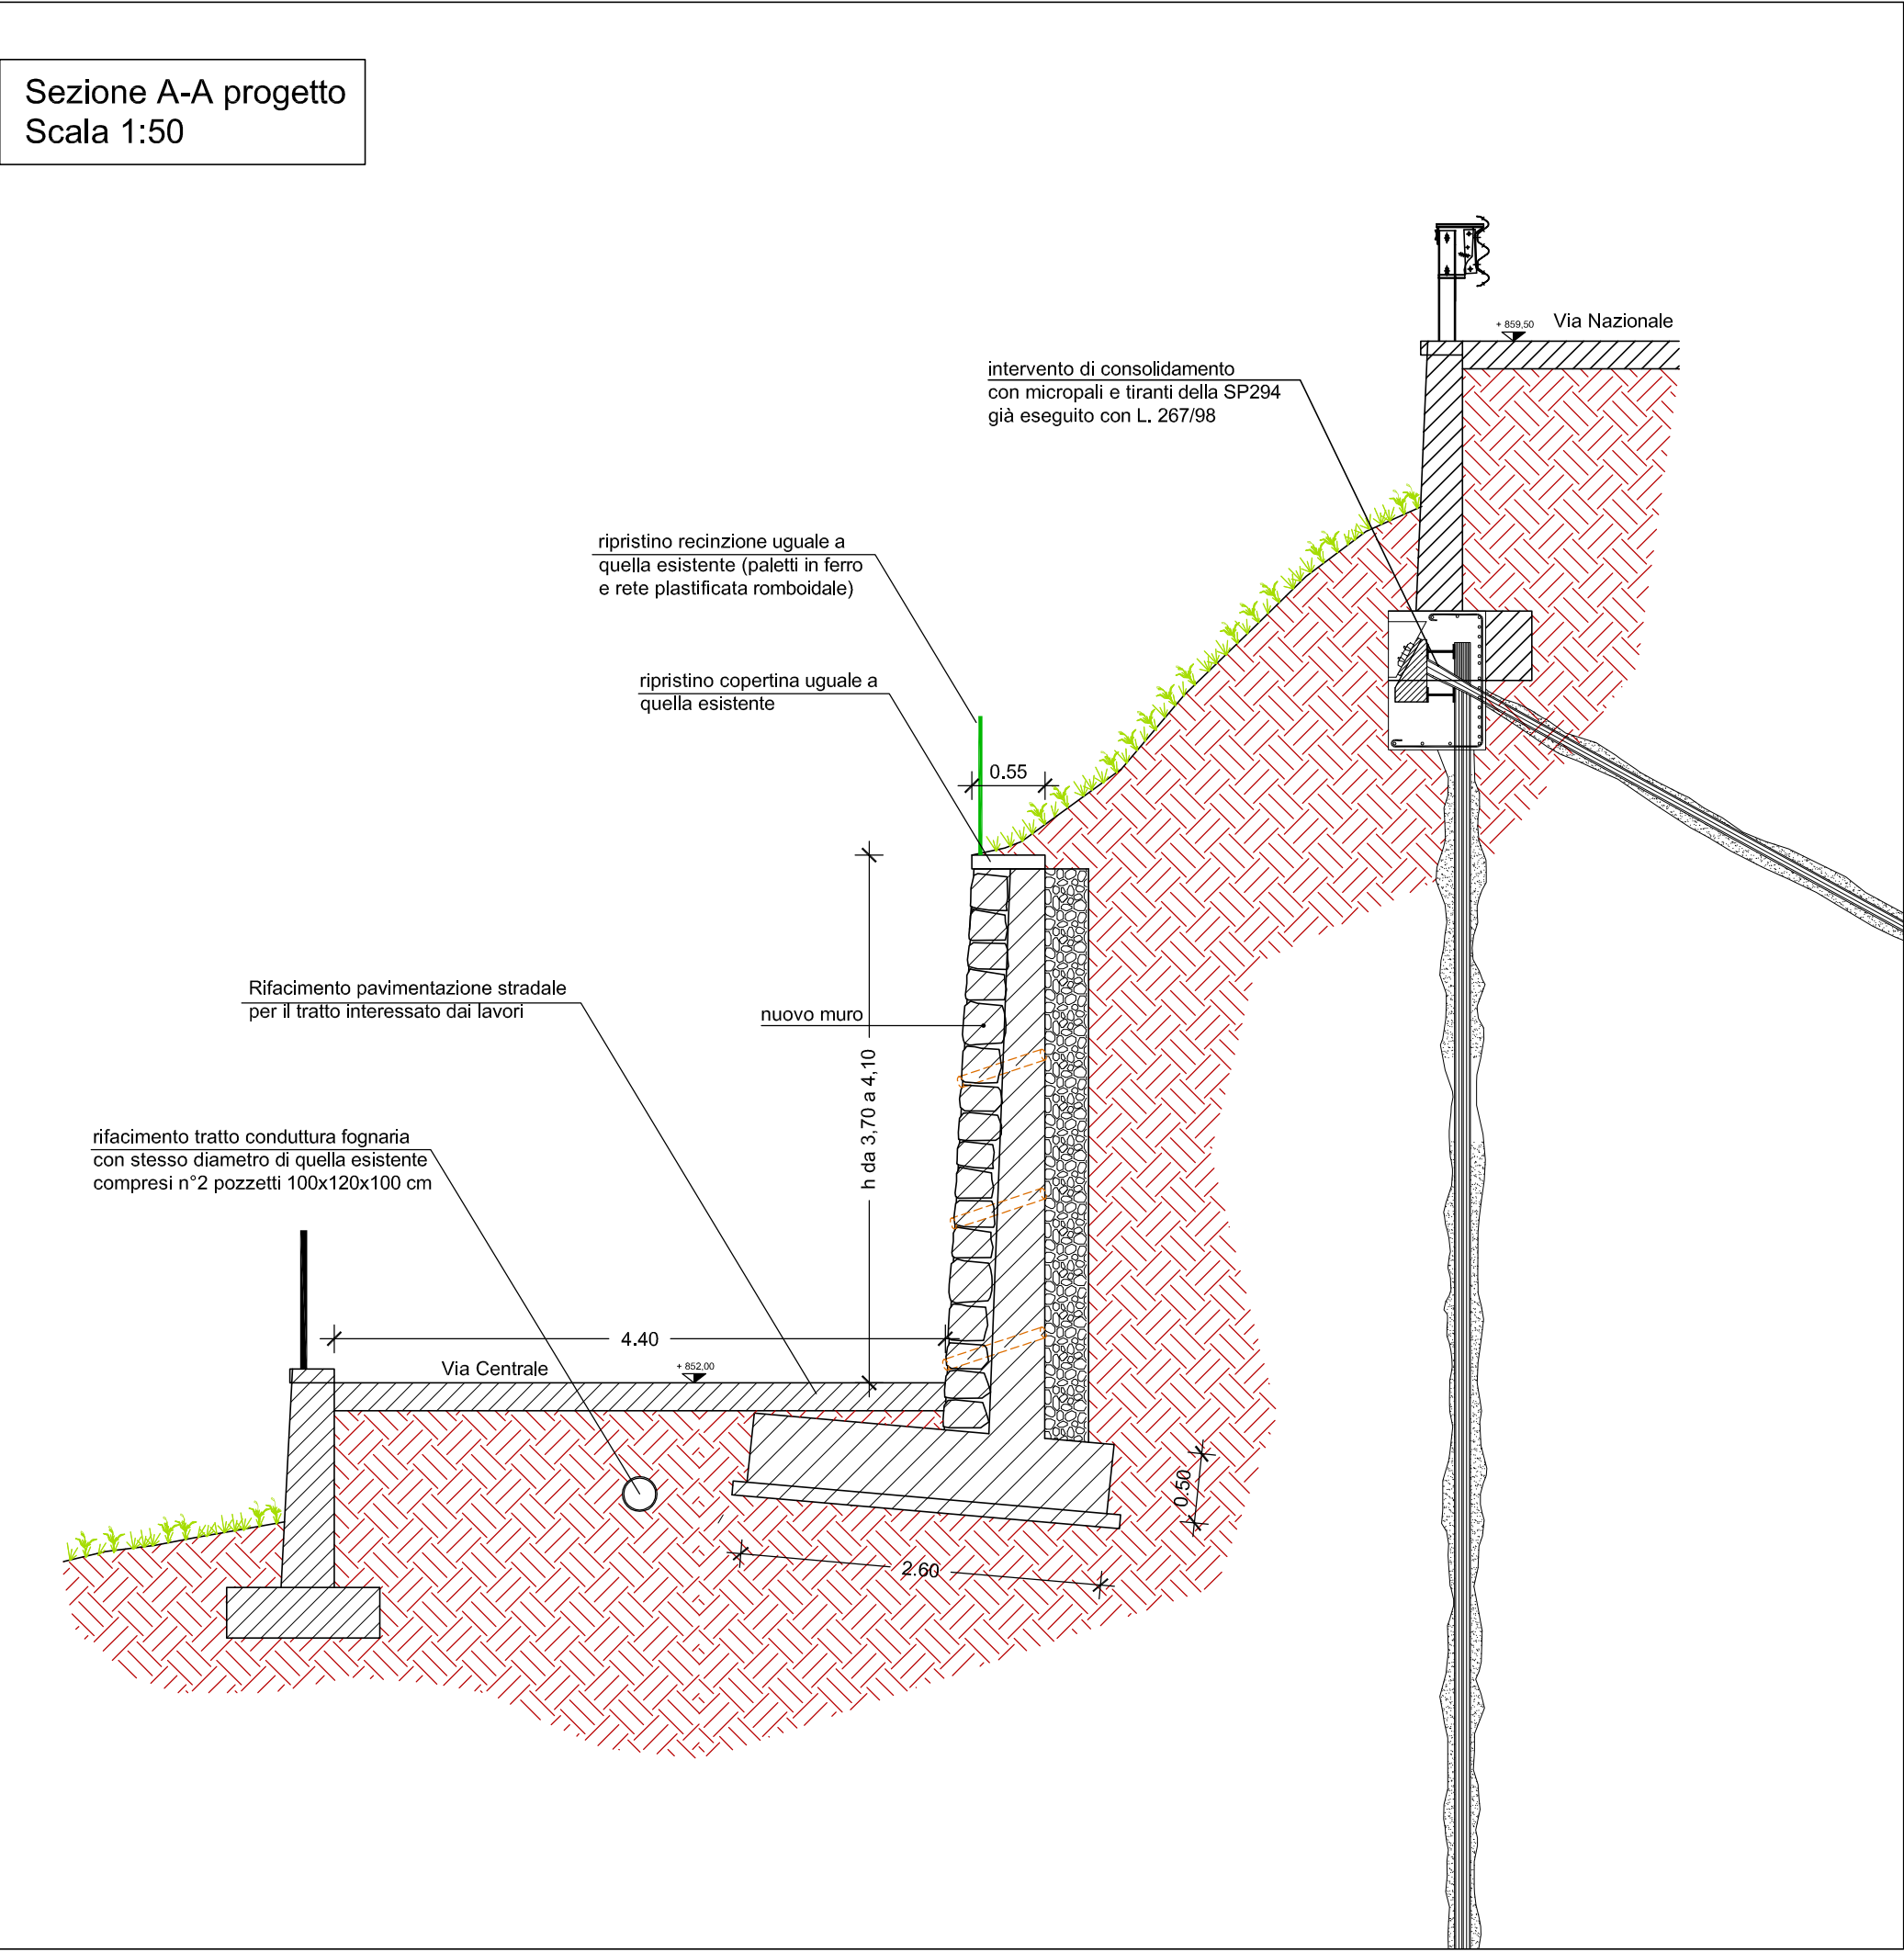 Sezione A-A progetto
Scala 1:50
+ 859,50
Via Nazionale
intervento di consolidamento
con micropali e tiranti della SP294
già eseguito con L. 267/98
ripristino recinzione uguale a
quella esistente (paletti in ferro
e rete plastificata romboidale)
ripristino copertina uguale a
quella esistente
0.55
Rifacimento pavimentazione stradale
per il tratto interessato dai lavori
nuovo muro
h da 3,70 a 4,10
rifacimento tratto conduttura fognaria
con stesso diametro di quella esistente
compresi n°2 pozzetti 100x120x100 cm
4.40
Via Centrale
+ 852,00
0.50
2.60